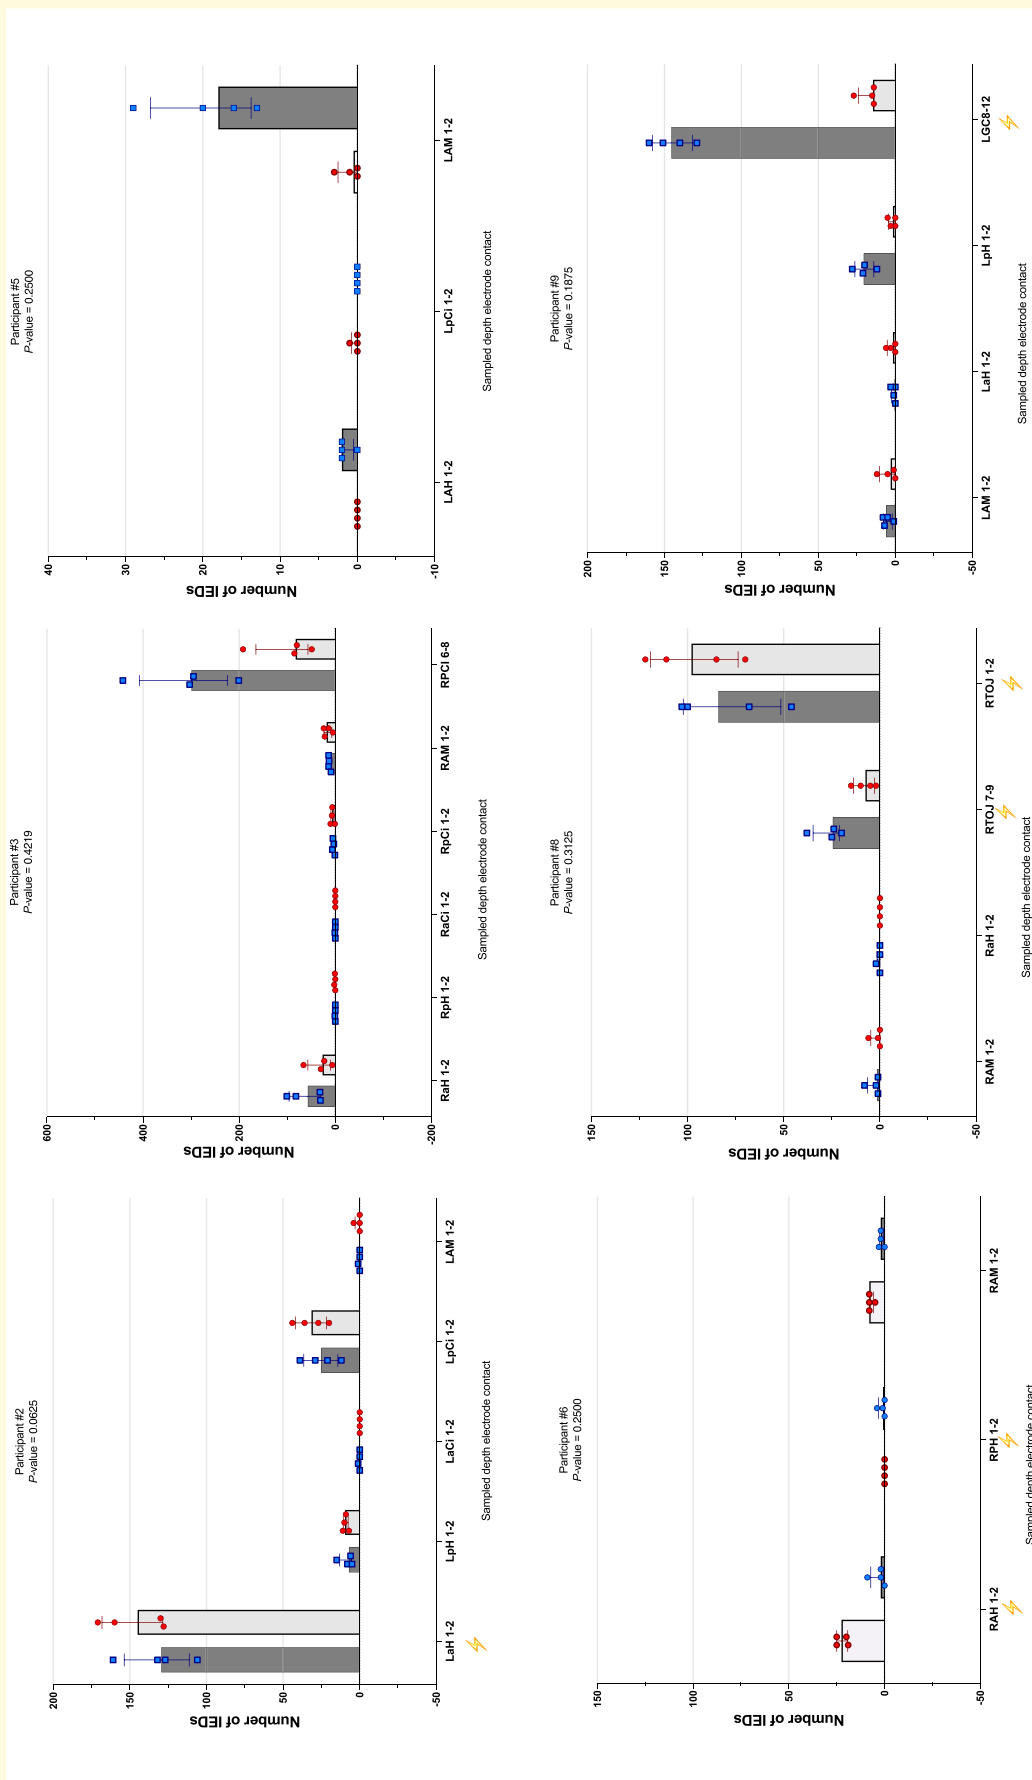 Participant #2
P-value = 0.0625
Number of IEDs
200
150
100
50
0
-50
LaH 1-2 LpH 1-2 LaCi 1-2 LpCi 1-2 LAM 1-2
Sampled depth electrode contact
Participant #3
P-value = 0.4219
Number of IEDs
600
400
200
0
-200
RaH 1-2 RpH 1-2 RaCi 1-2 RpCi 1-2 RAM 1-2 RPCI 6-8
Sampled depth electrode contact
Participant #5
P-value = 0.2500
Number of IEDs
40
30
20
10
0
-10
LAH 1-2 LpCi 1-2 LAM 1-2
Sampled depth electrode contact
Participant #6
P-value = 0.2500
Number of IEDs
150
100
50
0
-50
RAH 1-2 RPH 1-2 RAM 1-2
Sampled depth electrode contact
Participant #8
P-value = 0.3125
Number of IEDs
150
100
50
0
-50
RAM 1-2 RaH 1-2 RTOJ 7-9 RTOJ 1-2
Sampled depth electrode contact
Participant #9
P-value = 0.1875
Number of IEDs
200
150
100
50
0
-50
LAM 1-2 LaH 1-2 LpH 1-2 LGC8-12
Sampled depth electrode contact